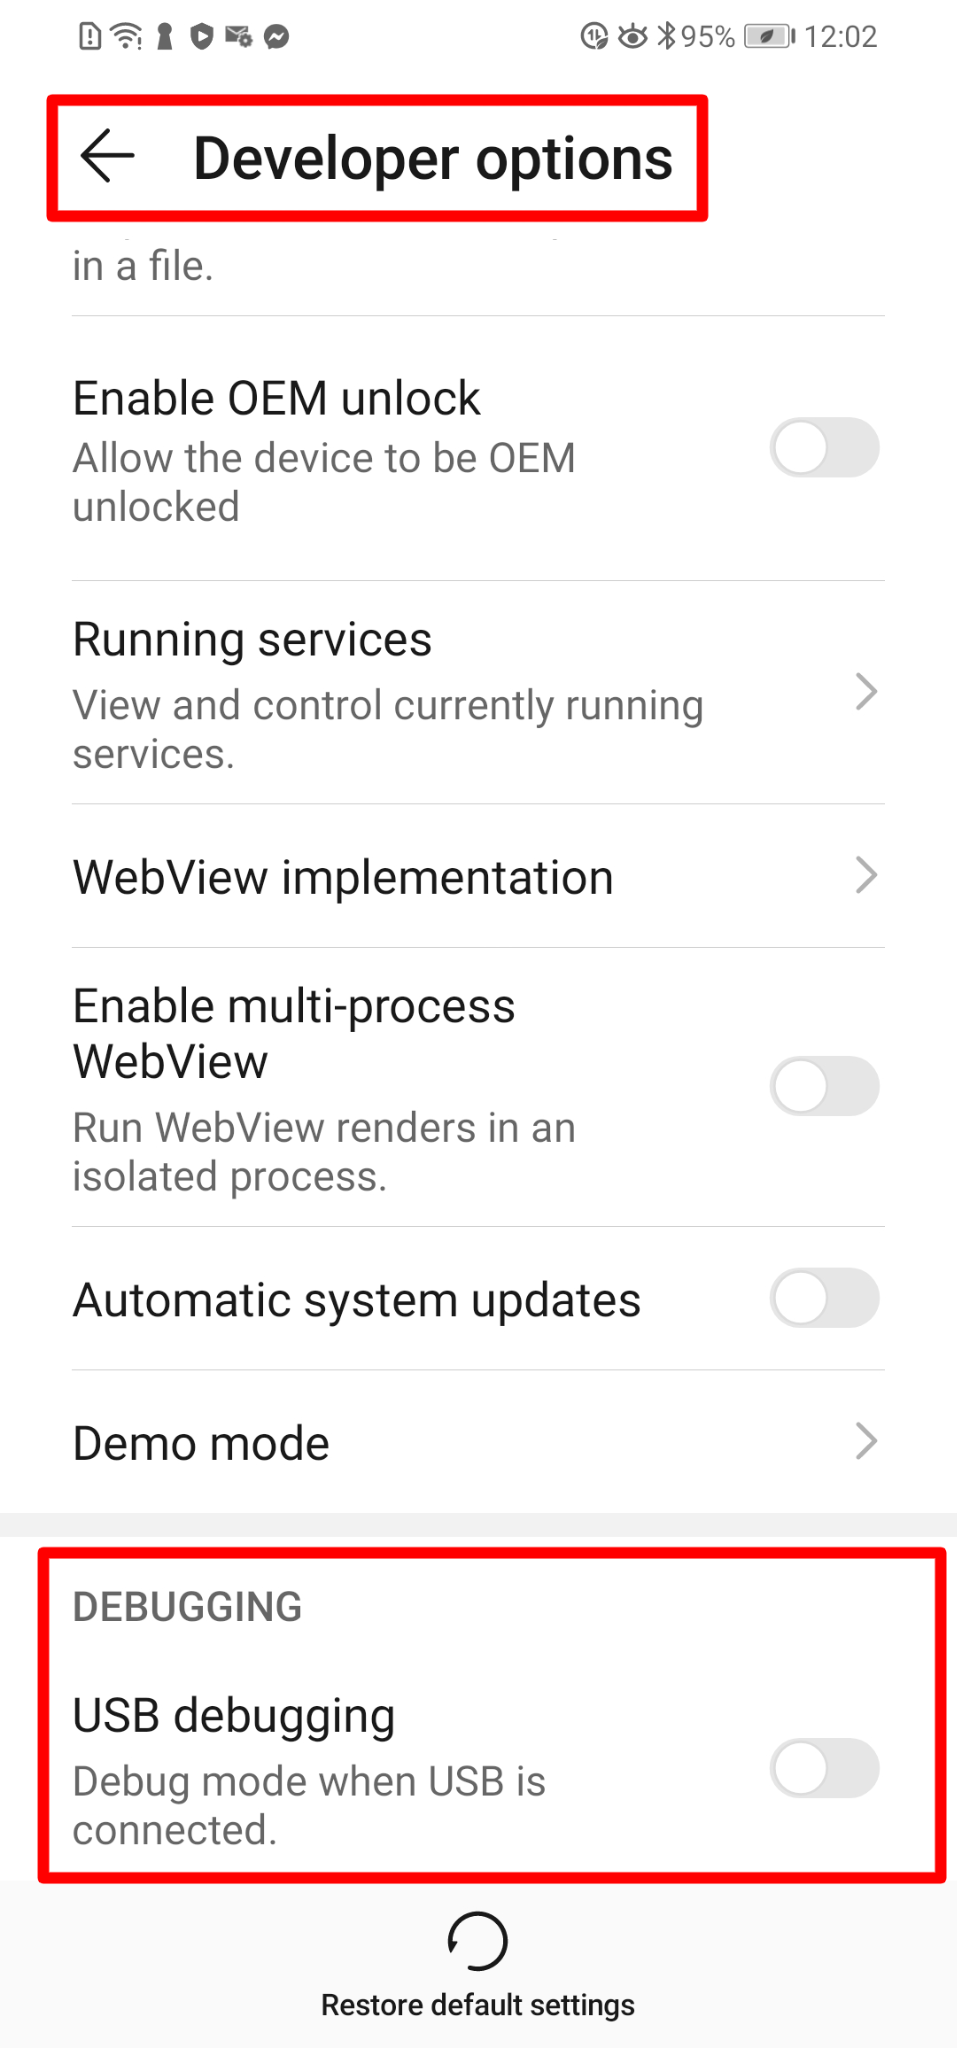 95% 12:02
Developer options
in a file.
Enable OEM unlock
Allow the device to be OEM
unlocked
Running services
View and control currently running
services.
WebView implementation
Enable multi-process
WebView
Run WebView renders in an
isolated process.
Automatic system updates
Demo mode
DEBUGGING
USB debugging
Debug mode when USB is
connected.
Restore default settings